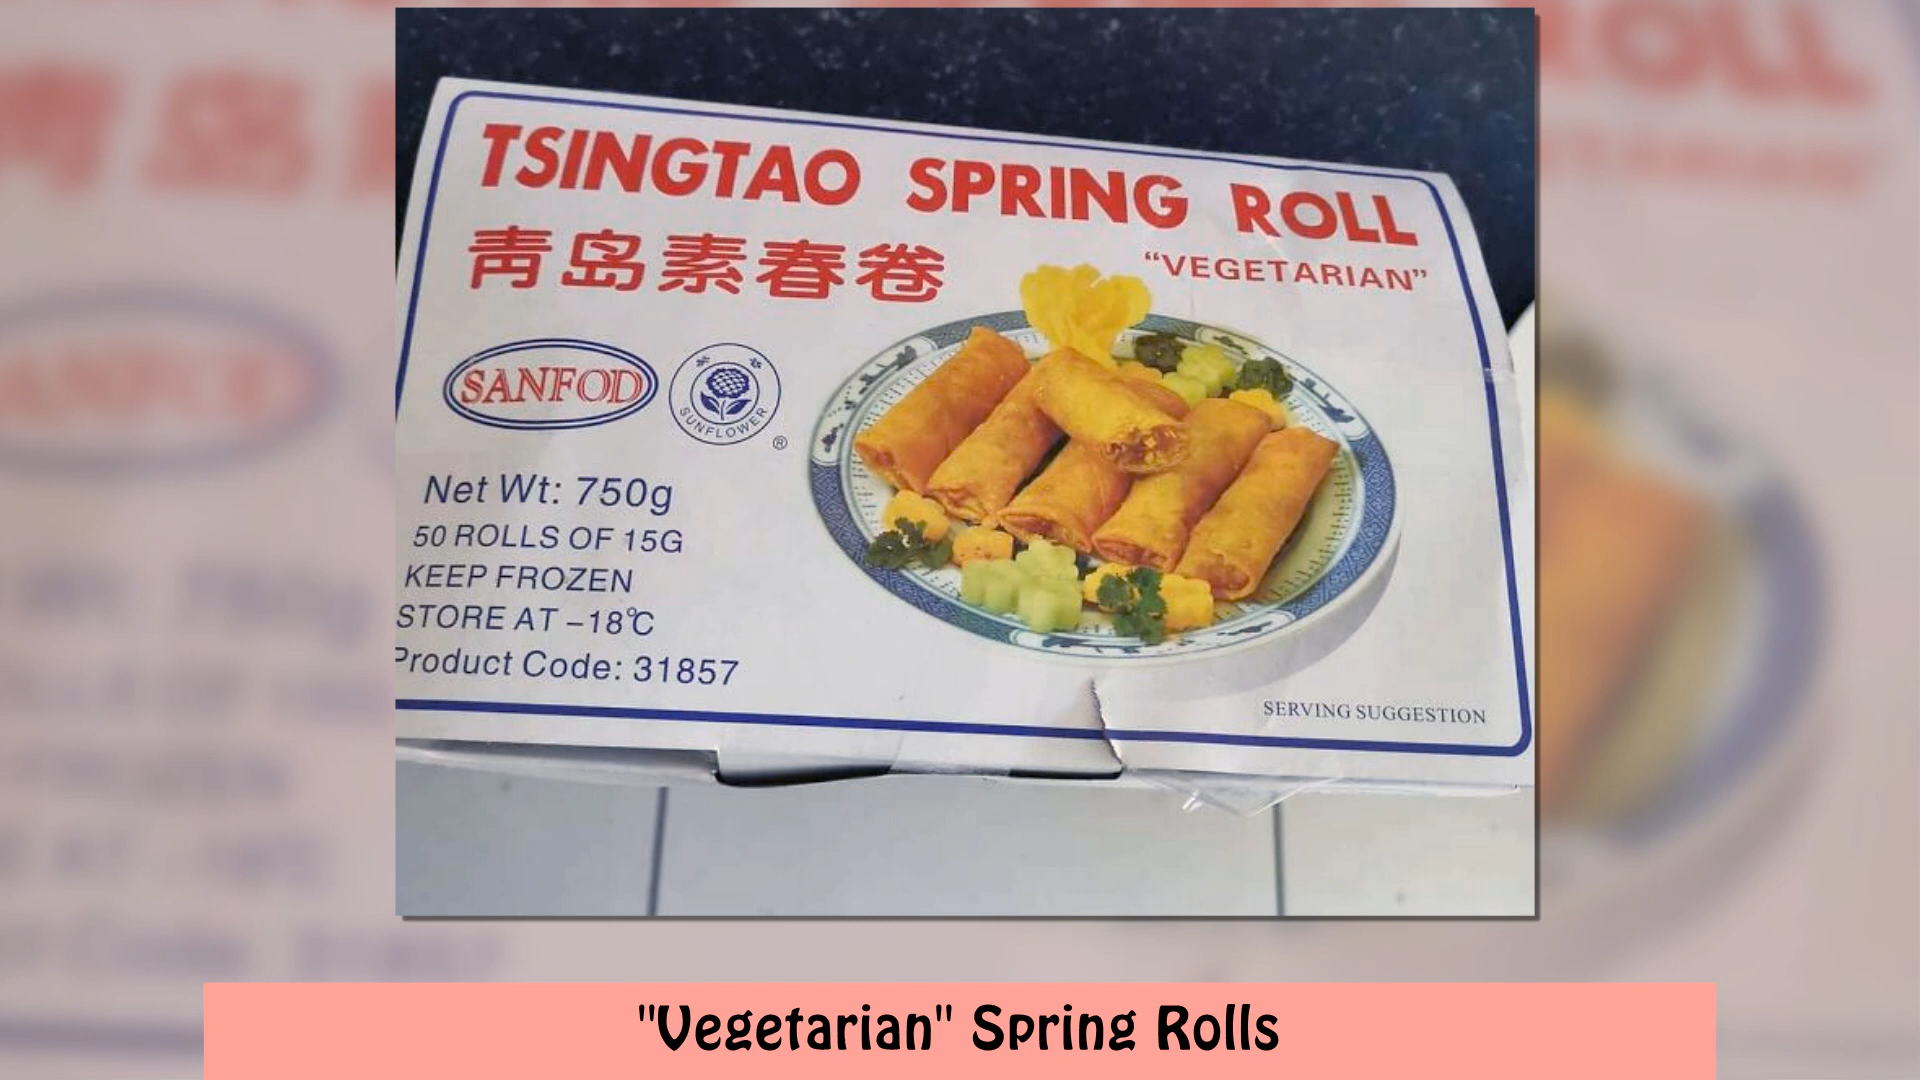 TSINGTAO SPRING ROLL
青岛素春卷
“VEGETARIAN”
SANFOD
SUNFLOWER
®
Net Wt: 750g
50 ROLLS OF 15G
KEEP FROZEN
STORE AT –18℃
Product Code: 31857
SERVING SUGGESTION
"Vegetarian" Spring Rolls